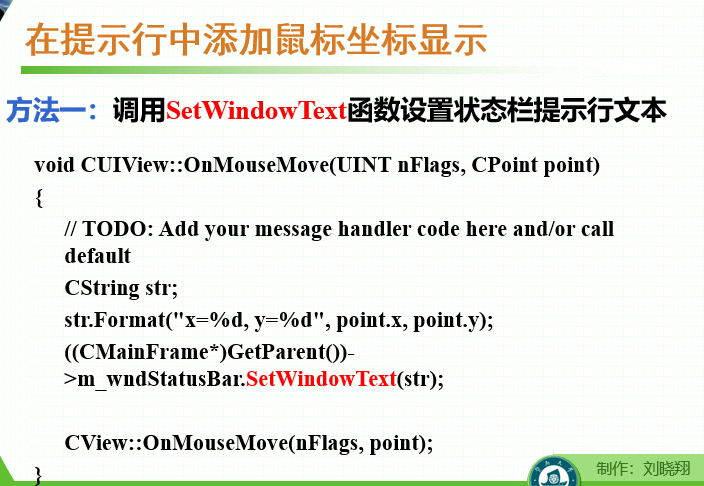 在提示行中添加鼠标坐标显示
方法一：调用SetWindowText函数设置状态栏提示行文本
void CUIView::OnMouseMove(UINT nFlags, CPoint point)
{
// TODO: Add your message handler code here and/or call
default
CString str;
str.Format("x=%d, y=%d", point.x, point.y);
((CMainFrame*)GetParent())-
>m_wndStatusBar.SetWindowText(str);
CView::OnMouseMove(nFlags, point);
}
制作：刘晓翔